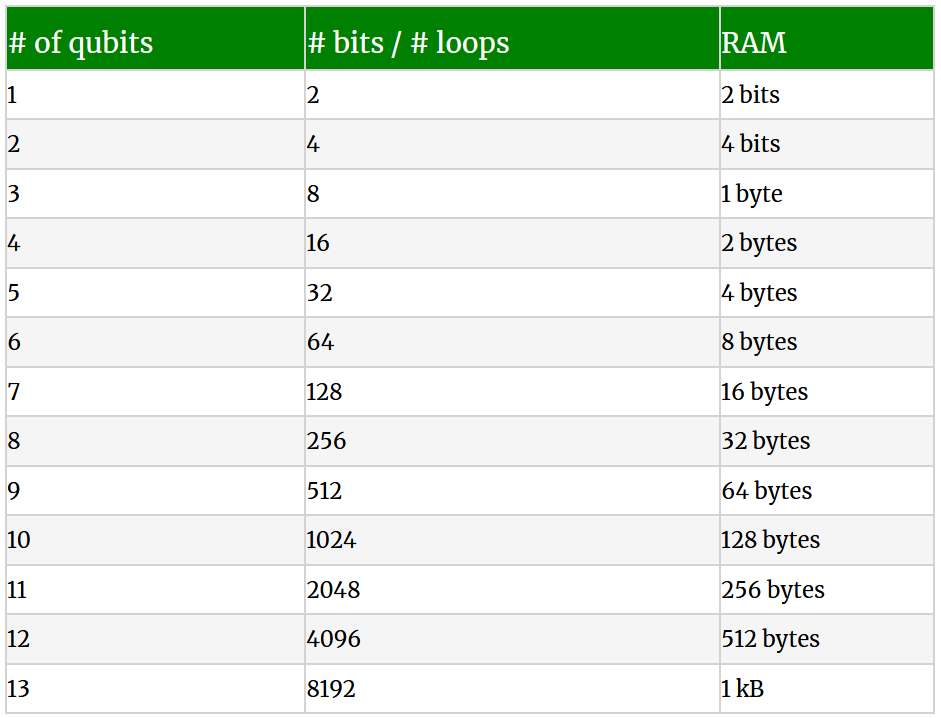 # of qubits # bits / # loops RAM
1 2 2 bits
2 4 4 bits
3 8 1 byte
4 16 2 bytes
5 32 4 bytes
6 64 8 bytes
7 128 16 bytes
8 256 32 bytes
9 512 64 bytes
10 1024 128 bytes
11 2048 256 bytes
12 4096 512 bytes
13 8192 1 kB